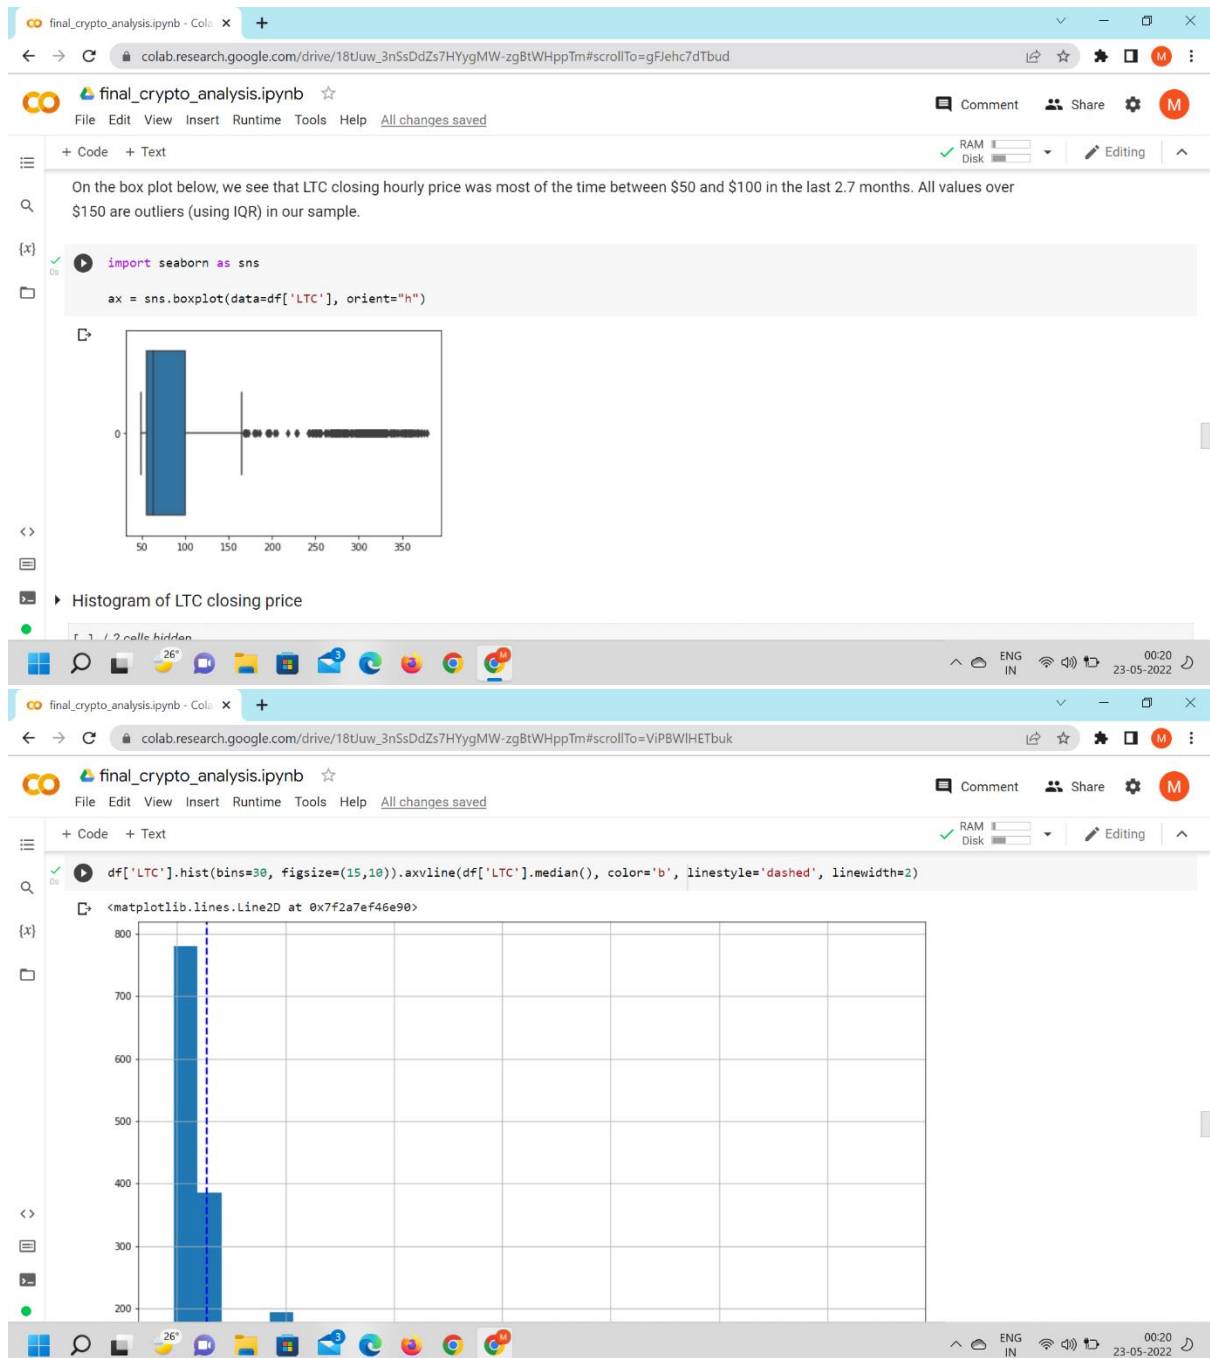 final_crypto_analysis.ipynb - Cola
colab.research.google.com/drive/18tJuw_3nSsDdZs7HYygMW-zgBtWHppTm#scrollTo=gFJehc7dTbud
M
final_crypto_analysis.ipynb
File Edit View Insert Runtime Tools Help All changes saved
Comment Share M
+ Code + Text
RAM
Disk
Editing
On the box plot below, we see that LTC closing hourly price was most of the time between $50 and $100 in the last 2.7 months. All values over
$150 are outliers (using IQR) in our sample.
{x}
0s
import seaborn as sns
ax = sns.boxplot(data=df['LTC'], orient="h")
0
50 100 150 200 250 300 350
Histogram of LTC closing price
[ ] / 2 cells hidden
26°
3
M
ENG
IN
00:20
23-05-2022
final_crypto_analysis.ipynb - Cola
colab.research.google.com/drive/18tJuw_3nSsDdZs7HYygMW-zgBtWHppTm#scrollTo=ViPBWlHETbuk
M
final_crypto_analysis.ipynb
File Edit View Insert Runtime Tools Help All changes saved
Comment Share M
+ Code + Text
RAM
Disk
Editing
0s
df['LTC'].hist(bins=30, figsize=(15,10)).axvline(df['LTC'].median(), color='b', linestyle='dashed', linewidth=2)
<matplotlib.lines.Line2D at 0x7f2a7ef46e90>
{x}
800
700
600
500
400
300
200
26°
3
M
ENG
IN
00:20
23-05-2022